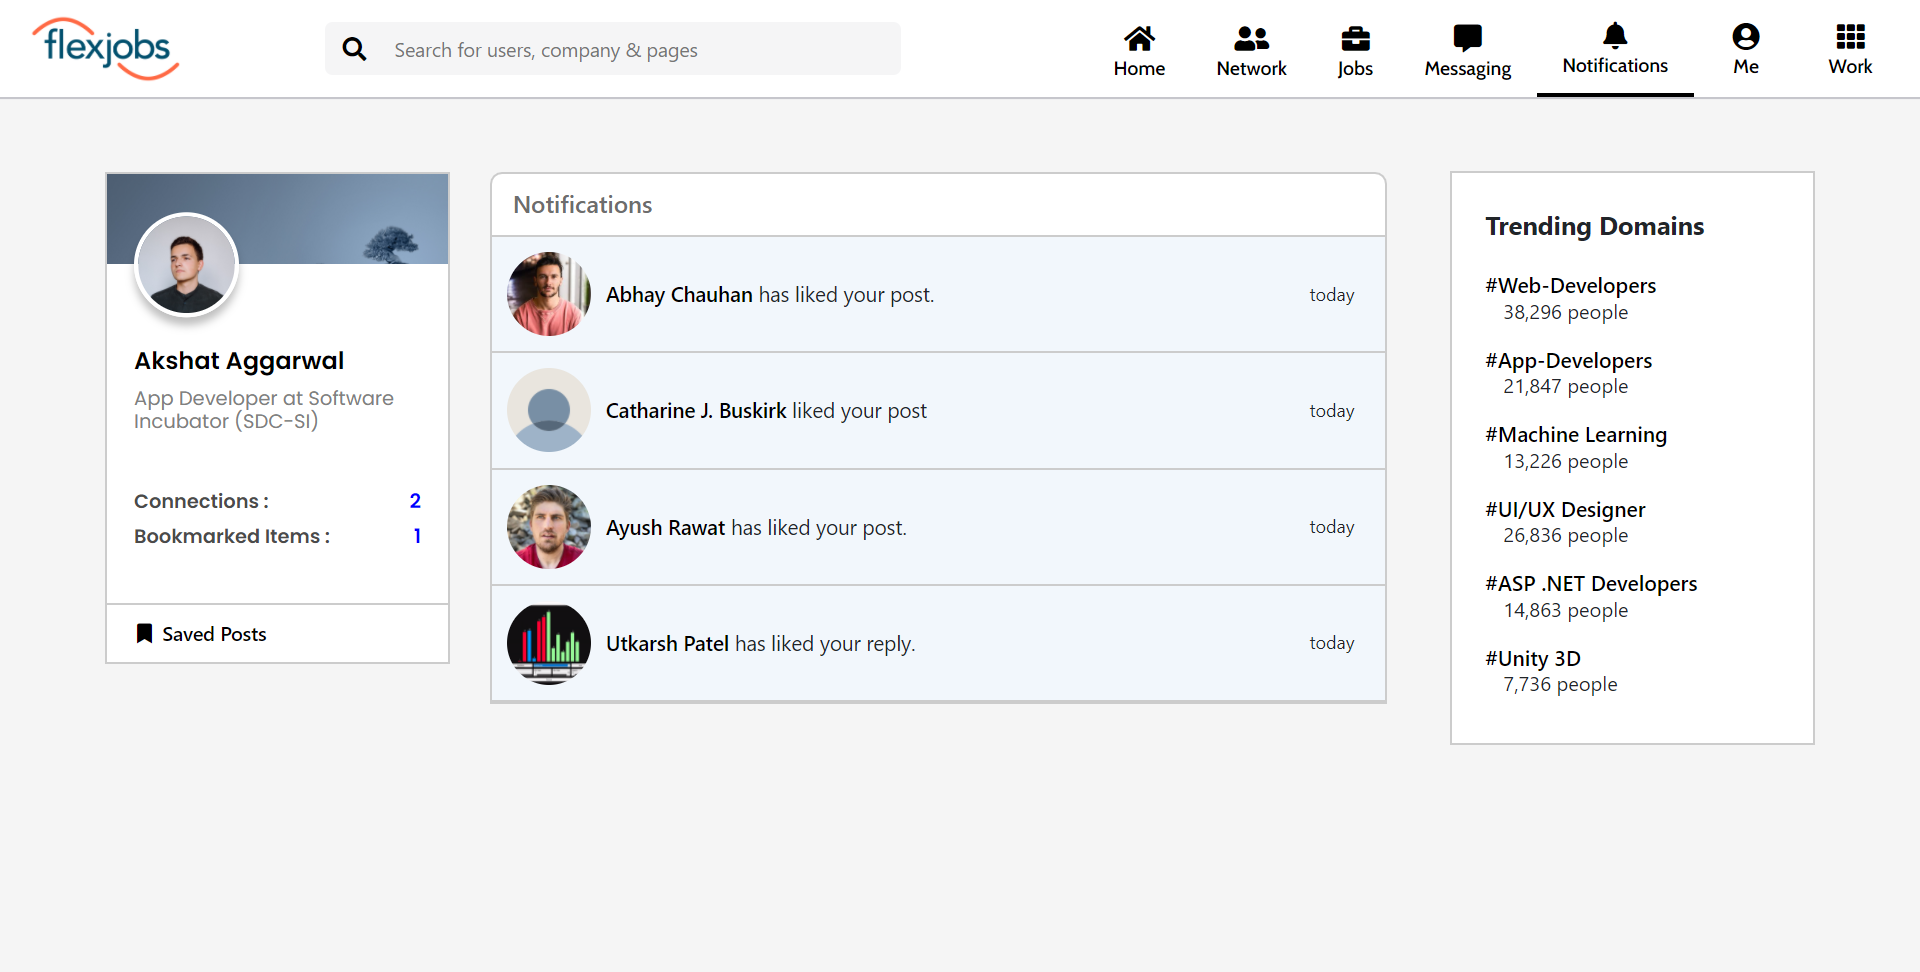 flexjobs
Search for users, company & pages
Home
Network
Jobs
Messaging
Notifications
Me
Work
Akshat Aggarwal
App Developer at Software
Incubator (SDC-SI)
Connections :
2
Bookmarked Items :
1
Saved Posts
Notifications
Abhay Chauhan has liked your post.
today
Catharine J. Buskirk liked your post
today
Ayush Rawat has liked your post.
today
Utkarsh Patel has liked your reply.
today
Trending Domains
#Web-Developers
38,296 people
#App-Developers
21,847 people
#Machine Learning
13,226 people
#UI/UX Designer
26,836 people
#ASP .NET Developers
14,863 people
#Unity 3D
7,736 people